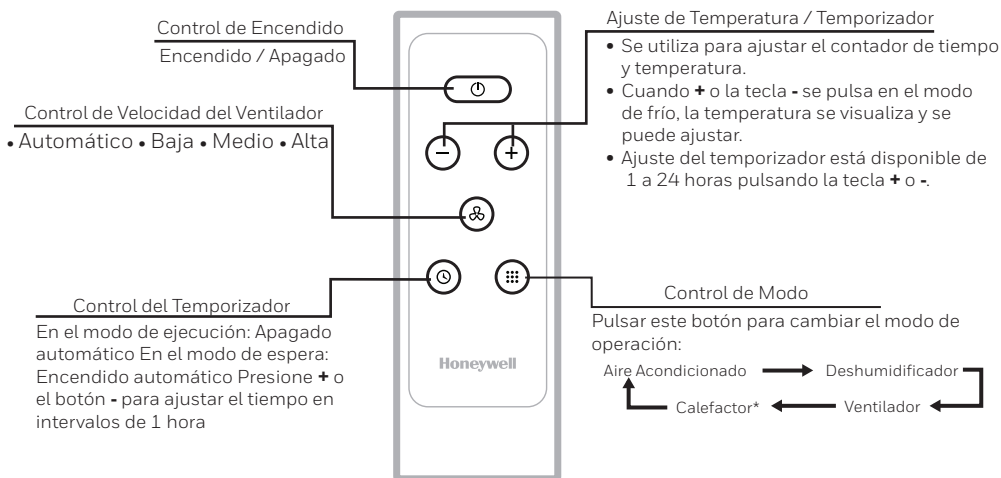 Control de Encendido
Encendido / Apagado
Control de Velocidad del Ventilador
• Automático • Baja • Medio • Alta
Control del Temporizador
En el modo de ejecución: Apagado
automático En el modo de espera:
Encendido automático Presione + o
el botón - para ajustar el tiempo en
intervalos de 1 hora
Honeywell
Ajuste de Temperatura / Temporizador
• Se utiliza para ajustar el contador de tiempo
y temperatura.
• Cuando + o la tecla - se pulsa en el modo
de frío, la temperatura se visualiza y se
puede ajustar.
• Ajuste del temporizador está disponible de
1 a 24 horas pulsando la tecla + o -.
Control de Modo
Pulsar este botón para cambiar el modo de
operación:
Aire Acondicionado Deshumidificador
Calefactor* Ventilador